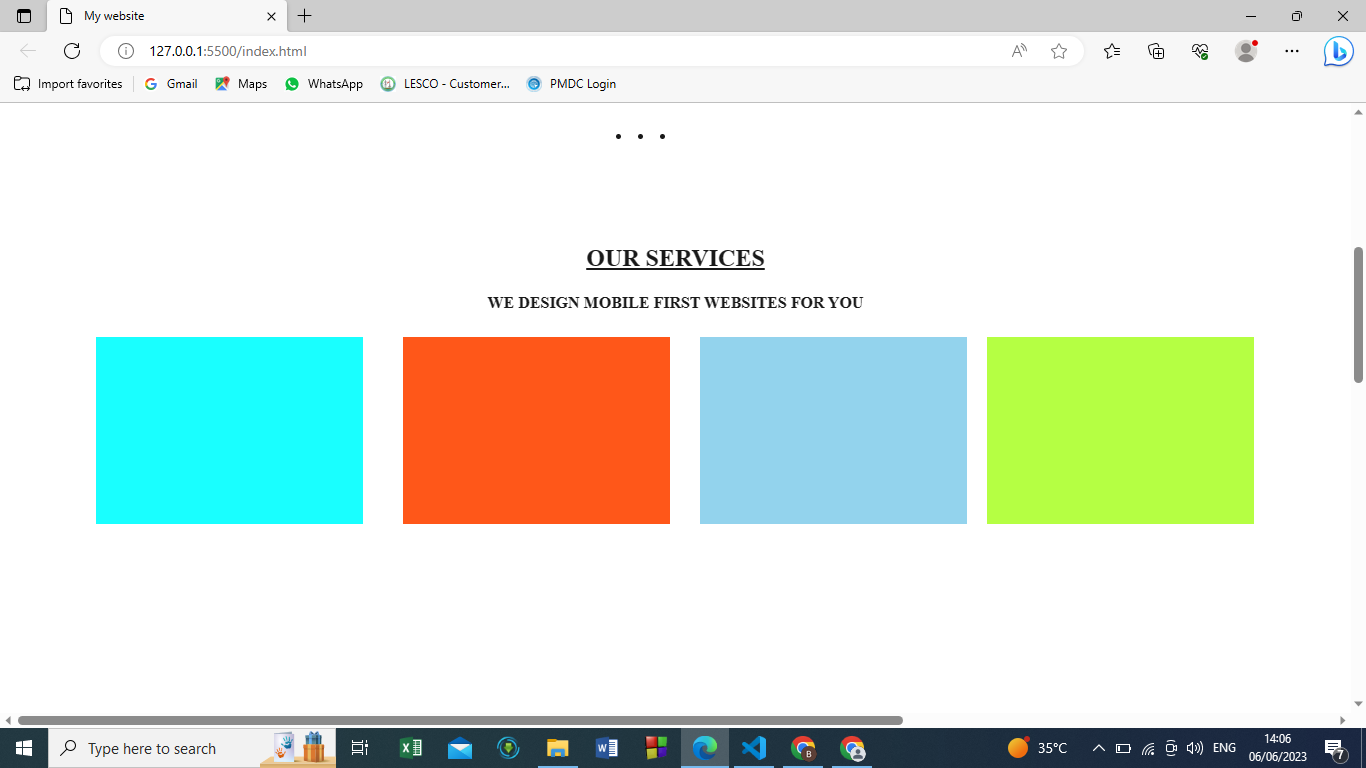 My website
127.0.0.1:5500/index.html
Import favorites Gmail Maps WhatsApp LESCO - Customer... PMDC Login
OUR SERVICES
WE DESIGN MOBILE FIRST WEBSITES FOR YOU
Type here to search 35°C ENG 14:06
06/06/2023 7